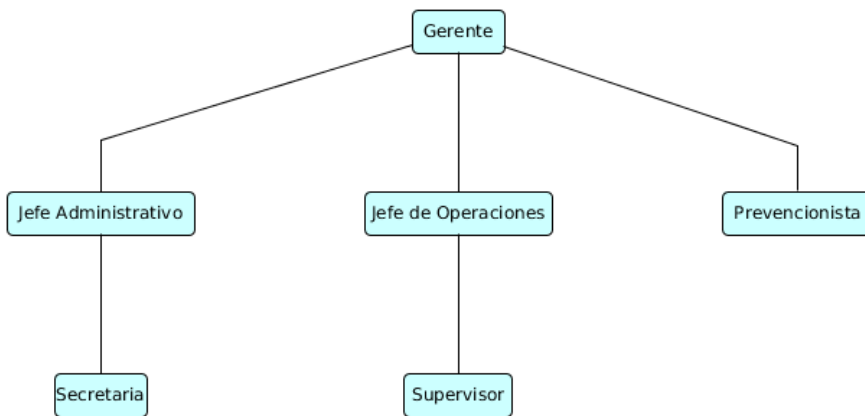 Gerente
Jefe Administrativo
Jefe de Operaciones
Prevencionista
Secretaria
Supervisor